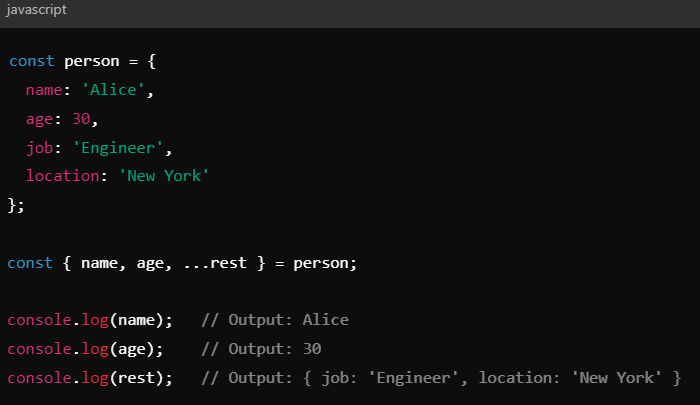 javascript
const person = {
  name: 'Alice',
  age: 30,
  job: 'Engineer',
  location: 'New York'
};
const { name, age, ...rest } = person;
console.log(name);   // Output: Alice
console.log(age);    // Output: 30
console.log(rest);   // Output: { job: 'Engineer', location: 'New York' }